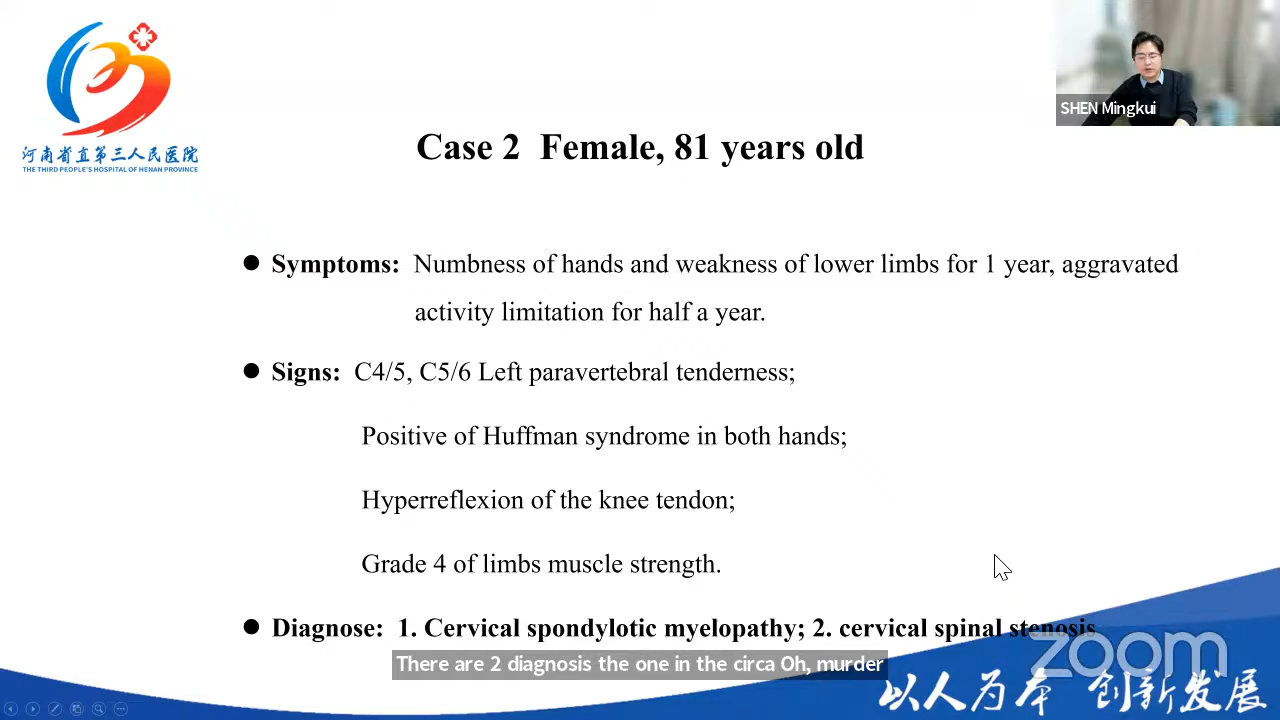 河南省直第三人民医院
THE THIRD PEOPLE'S HOSPITAL OF HENAN PROVINCE
SHEN Mingkui
Case 2 Female, 81 years old
● Symptoms: Numbness of hands and weakness of lower limbs for 1 year, aggravated
activity limitation for half a year.
● Signs: C4/5, C5/6 Left paravertebral tenderness;
Positive of Huffman syndrome in both hands;
Hyperreflexion of the knee tendon;
Grade 4 of limbs muscle strength.
● Diagnose: 1. Cervical spondylotic myelopathy; 2. cervical spinal stenosis
There are 2 diagnosis the one in the circa Oh, murder
zoom
以人为本 创新发展